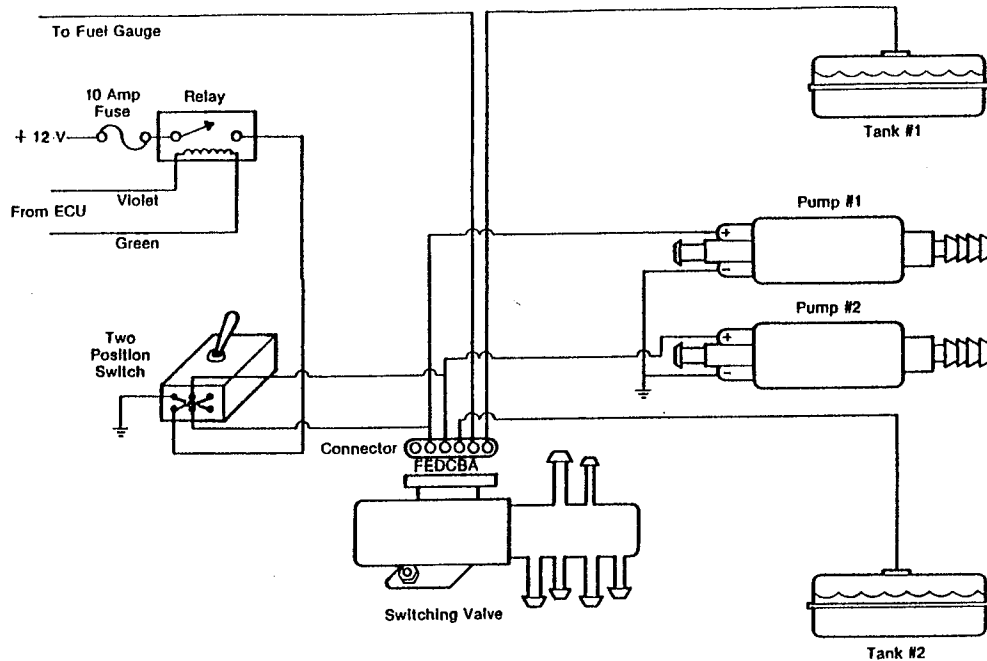 To Fuel Gauge
10 Amp
Fuse
Relay
+ 12 V
Violet
From ECU
Green
Tank #1
Pump #1
+
-
Pump #2
+
-
Two
Position
Switch
Connector
FEDCBA
Switching Valve
Tank #2